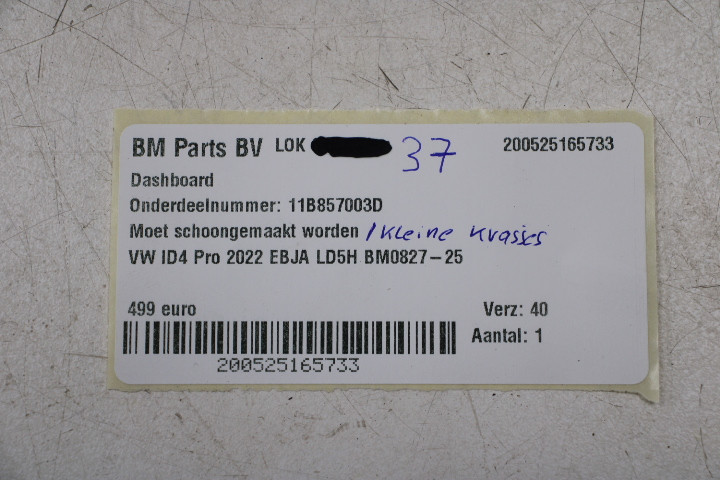 BM Parts BV LOK 37 200525165733
Dashboard
Onderdeelnummer: 11B857003D
Moet schoongemaakt worden / kleine krasjes
VW ID4 Pro 2022 EBJA LD5H BM0827-25
499 euro Verz: 40
Aantal: 1
200525165733